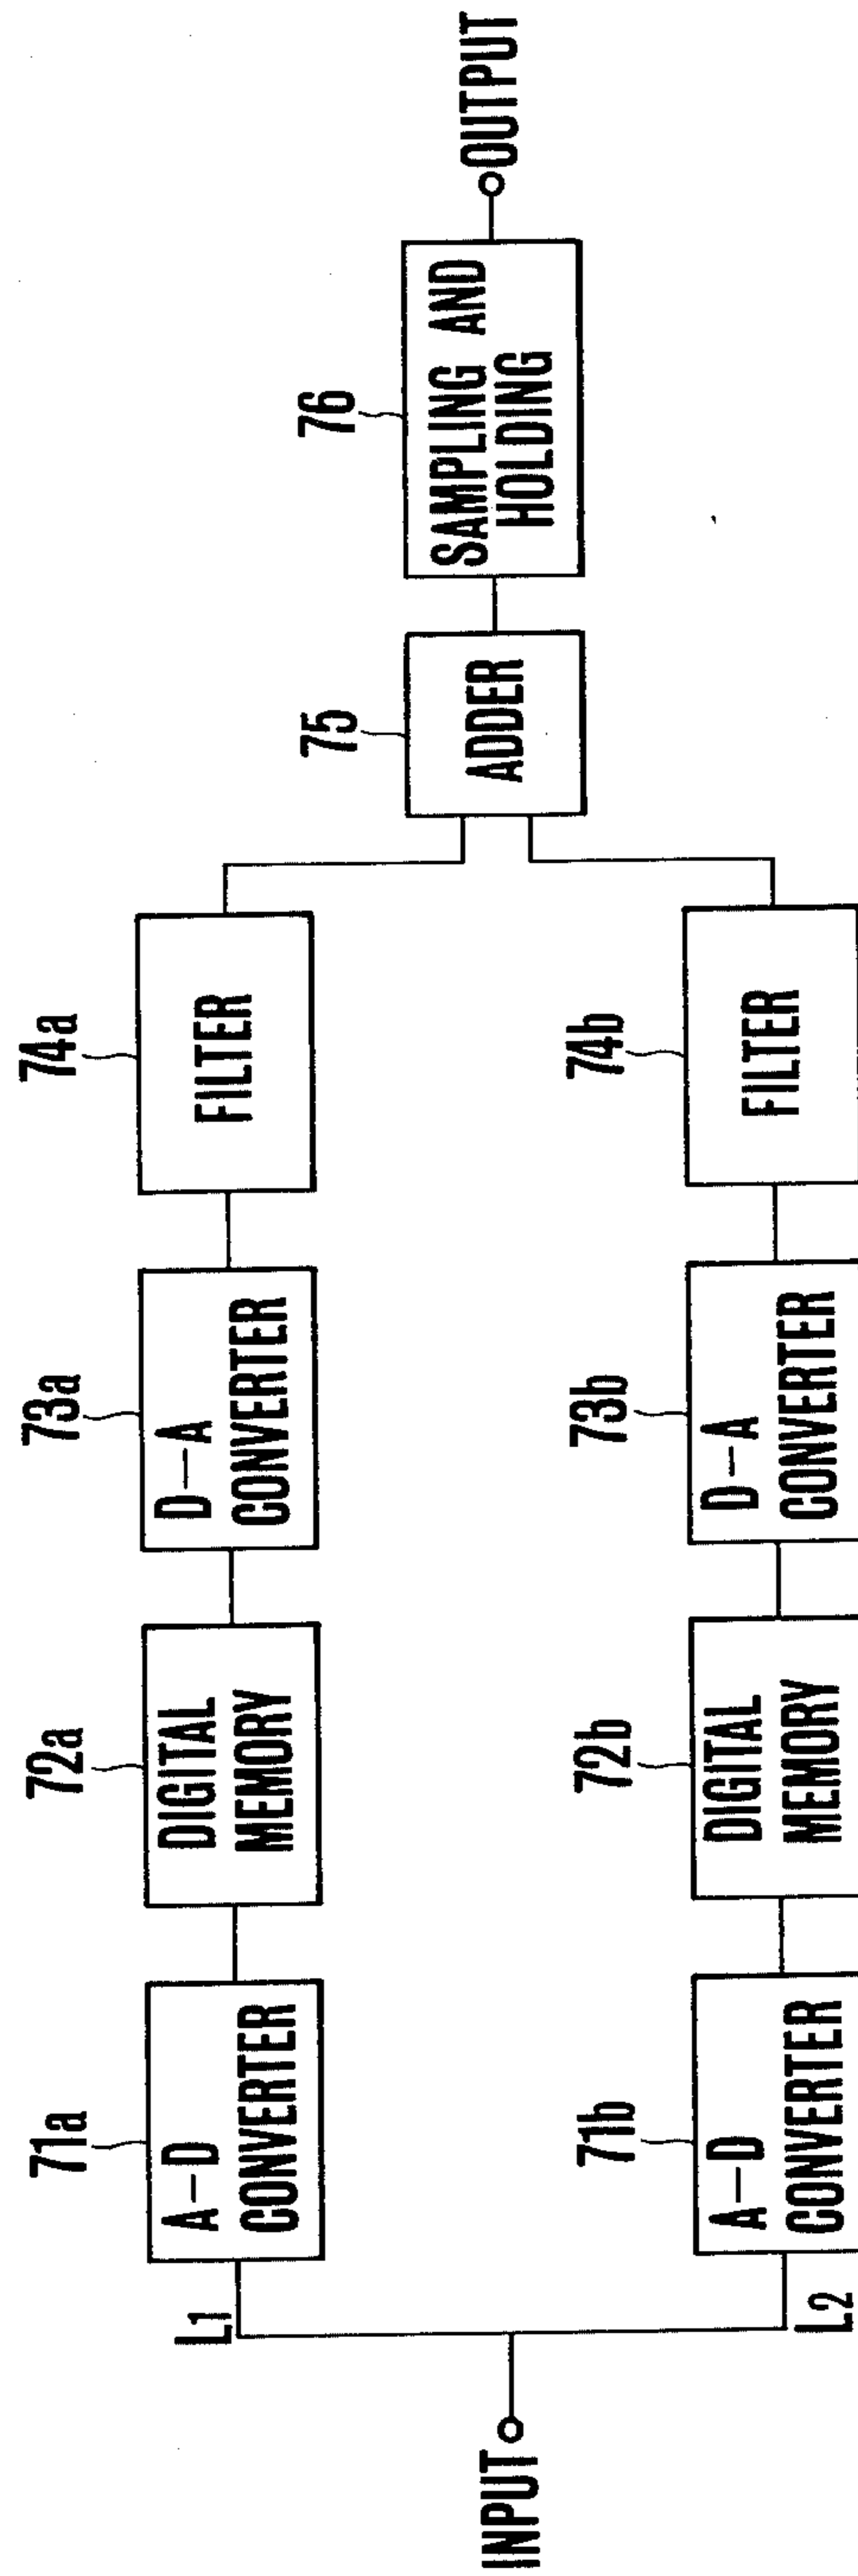 INPUT
L1
71a
A-D
CONVERTER
72a
DIGITAL
MEMORY
73a
D-A
CONVERTER
74a
FILTER
L2
71b
A-D
CONVERTER
72b
DIGITAL
MEMORY
73b
D-A
CONVERTER
74b
FILTER
75
ADDER
76
SAMPLING AND
HOLDING
OUTPUT